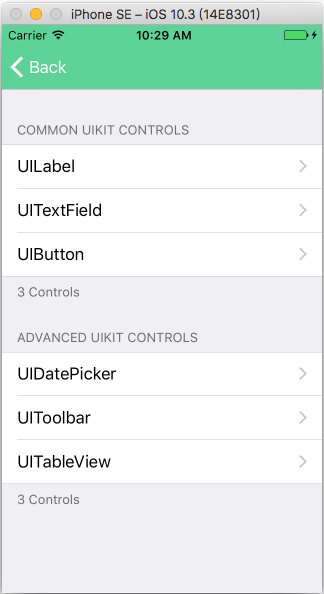 iPhone SE – iOS 10.3 (14E8301)
Carrier 10:29 AM
Back
COMMON UIKIT CONTROLS
UILabel
UITextField
UIButton
3 Controls
ADVANCED UIKIT CONTROLS
UIDatePicker
UIToolbar
UITableView
3 Controls